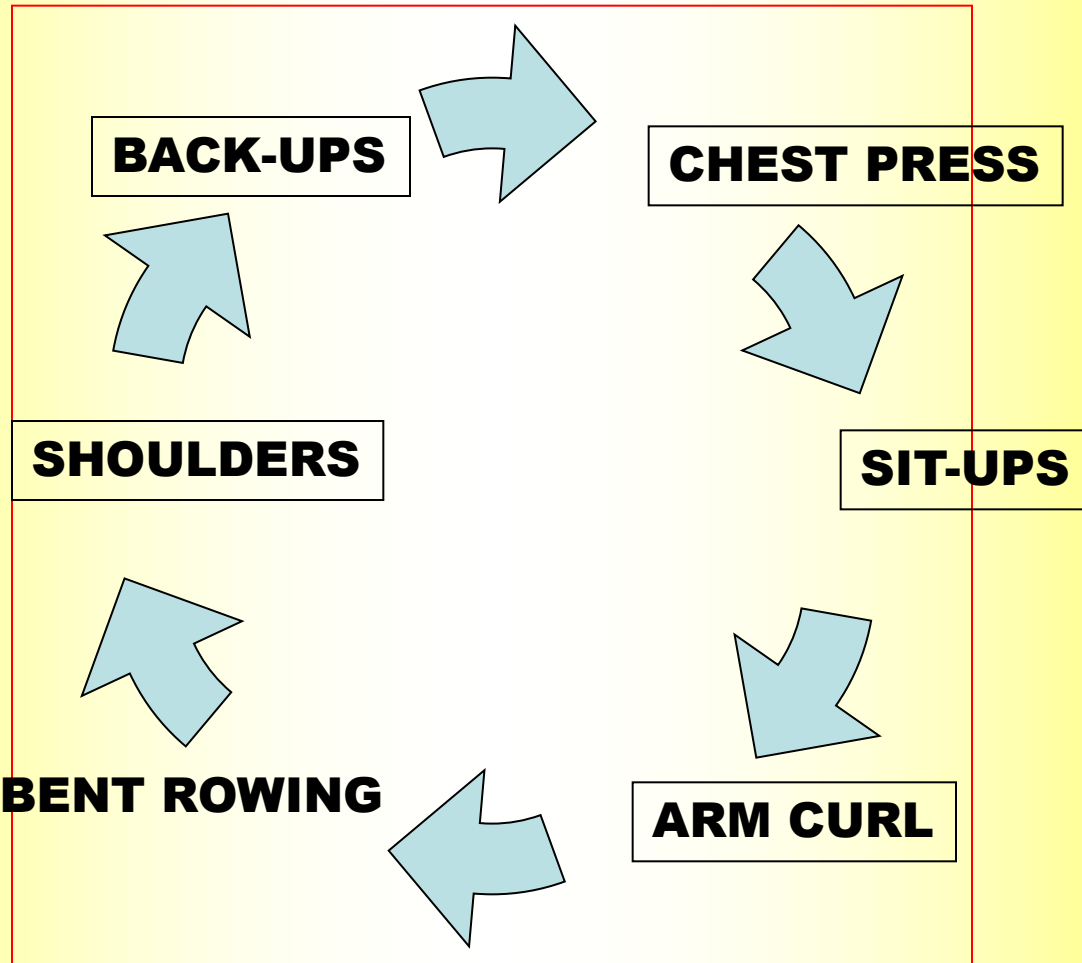 BACK-UPS
CHEST PRESS
SHOULDERS
SIT-UPS
BENT ROWING
ARM CURL